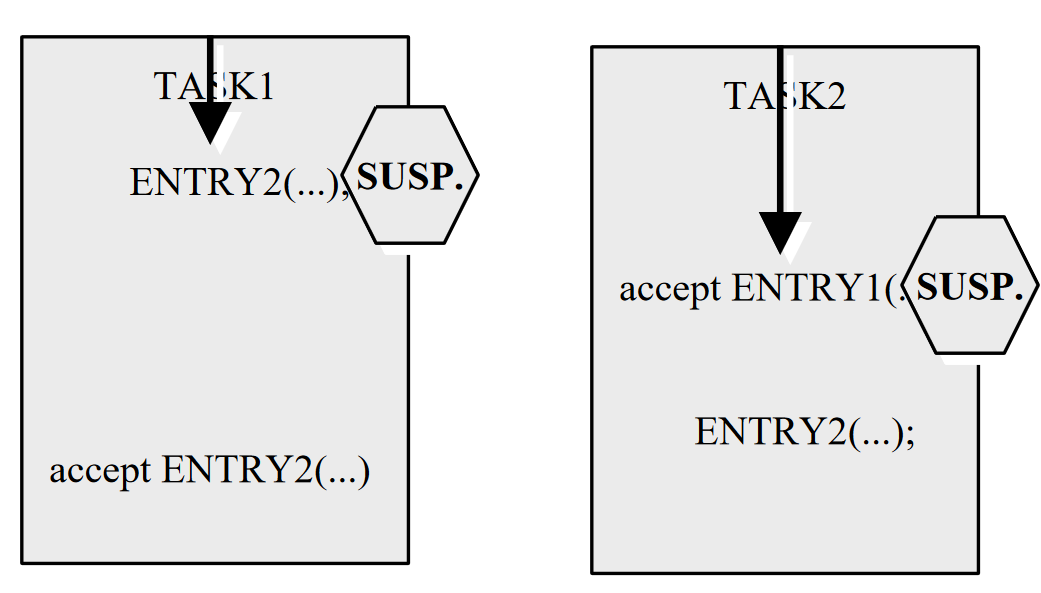 TASK1
ENTRY2(...);
SUSP.
accept ENTRY2(...)
TASK2
accept ENTRY1(.
SUSP.
ENTRY2(...);